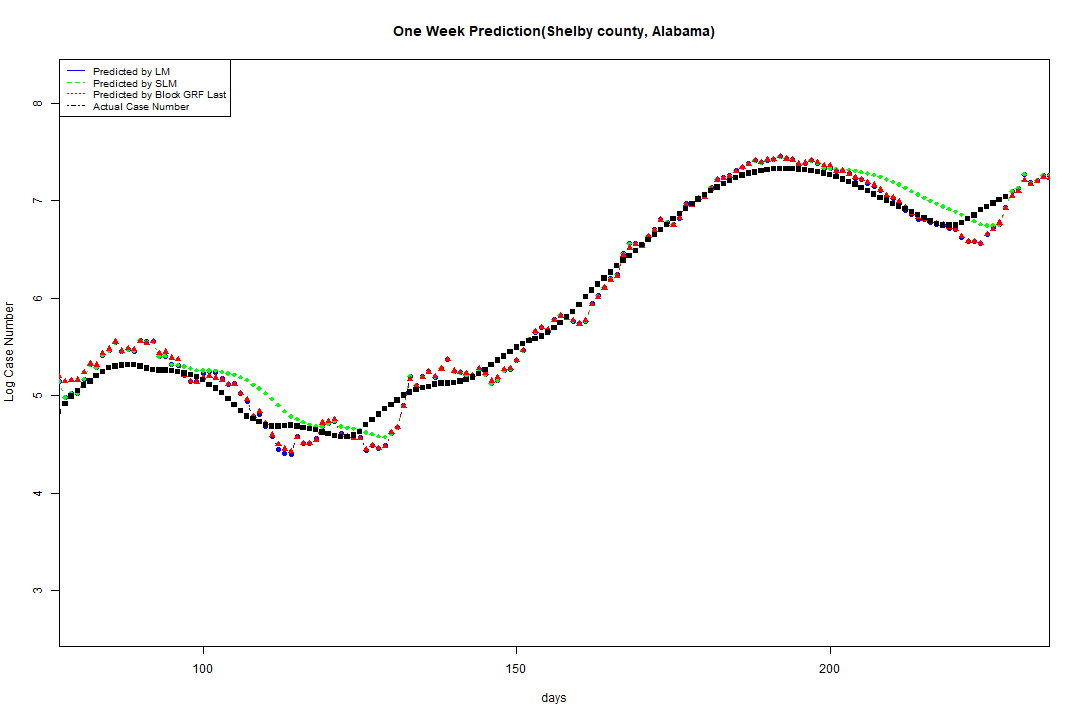 One Week Prediction(Shelby county, Alabama)
Predicted by LM
Predicted by SLM
Predicted by Block GRF Last
Actual Case Number
8
7
6
5
4
3
Log Case Number
100
150
200
days